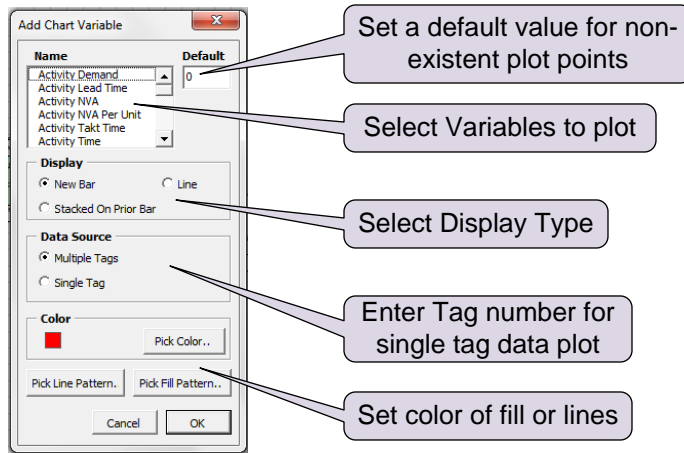 Add Chart Variable
Name
Default
Activity Demand
Activity Lead Time
Activity NVA
Activity NVA Per Unit
Activity Takt Time
Activity Time
0
Display
New Bar
Line
Stacked On Prior Bar
Data Source
Multiple Tags
Single Tag
Color
Pick Color..
Pick Line Pattern.
Pick Fill Pattern..
Cancel
OK
Set a default value for non-
existent plot points
Select Variables to plot
Select Display Type
Enter Tag number for
single tag data plot
Set color of fill or lines